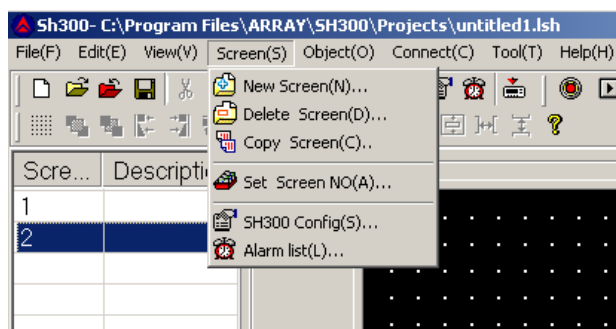 Sh300- C:\Program Files\ARRAY\SH300\Projects\untitled1.lsh
File(F) Edit(E) View(V) Screen(S) Object(O) Connect(C) Tool(T) Help(H)
New Screen(N)...
Delete Screen(D)...
Copy Screen(C)..
Scre... Descripti
Set Screen NO(A)...
1
SH300 Config(S)...
2
Alarm list(L)...